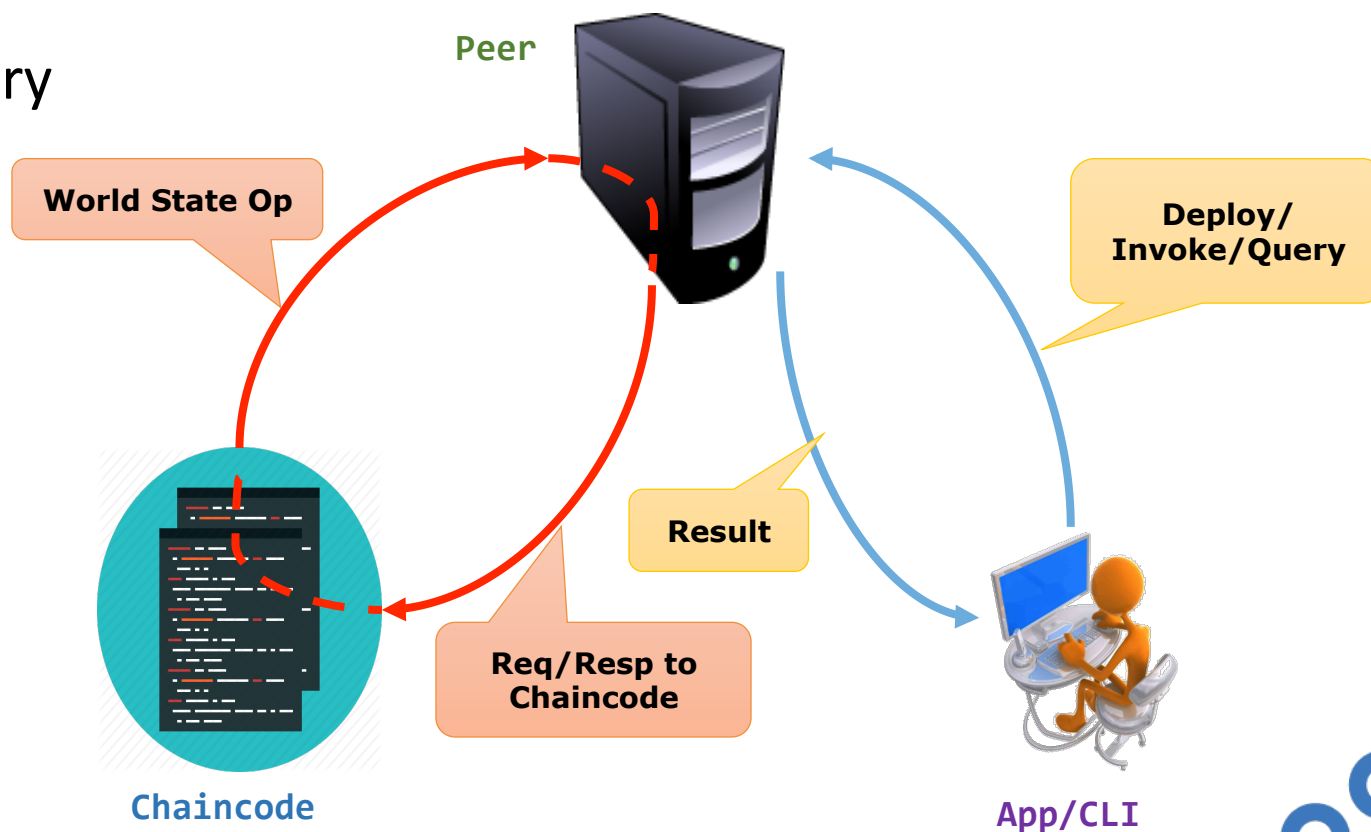 ry
Peer
World State Op
Deploy/
Invoke/Query
Result
Req/Resp to
Chaincode
Chaincode
App/CLI